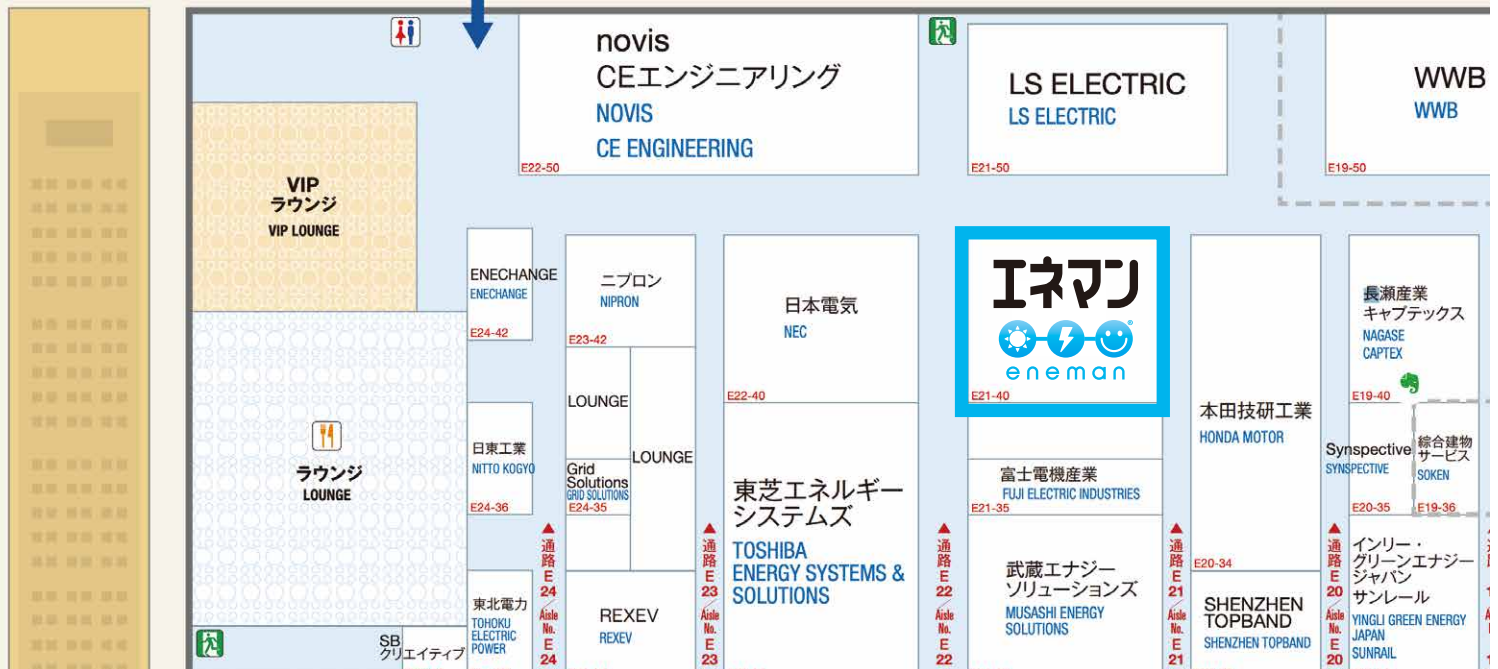 novis
CEエンジニアリング
NOVIS
CE ENGINEERING
E22-50
LS ELECTRIC
LS ELECTRIC
E21-50
WWB
WWB
E19-50
VIP
ラウンジ
VIP LOUNGE
ENECHANGE
ENECHANGE
E24-42
ニプロン
NIPRON
E23-42
日本電気
NEC
E22-40
エネマン
eneman
E21-40
長瀬産業
キャプテックス
NAGASE
CAPTEX
E19-40
ラウンジ
LOUNGE
日東工業
NITTO KOGYO
E24-36
LOUNGE
LOUNGE
Grid
Solutions
GRID SOLUTIONS
E24-35
東芝エネルギー
システムズ
TOSHIBA
ENERGY SYSTEMS &
SOLUTIONS
富士電機産業
FUJI ELECTRIC INDUSTRIES
E21-35
本田技研工業
HONDA MOTOR
E20-34
Synspective
SYNSPECTIVE
E20-35
綜合建物
サービス
SOKEN
E19-36
東北電力
TOHOKU
ELECTRIC
POWER
SB
クリエイティブ
▲
通路
E
24
Aisle
No.
E
24
REXEV
REXEV
▲
通路
E
23
Aisle
No.
E
23
▲
通路
E
22
Aisle
No.
E
22
武蔵エナジー
ソリューションズ
MUSASHI ENERGY
SOLUTIONS
▲
通路
E
21
Aisle
No.
E
21
SHENZHEN
TOPBAND
SHENZHEN TOPBAND
▲
通路
E
20
Aisle
No.
E
20
インリー・
グリーンエナジー
ジャパン
サンレール
YINGLI GREEN ENERGY
JAPAN
SUNRAIL